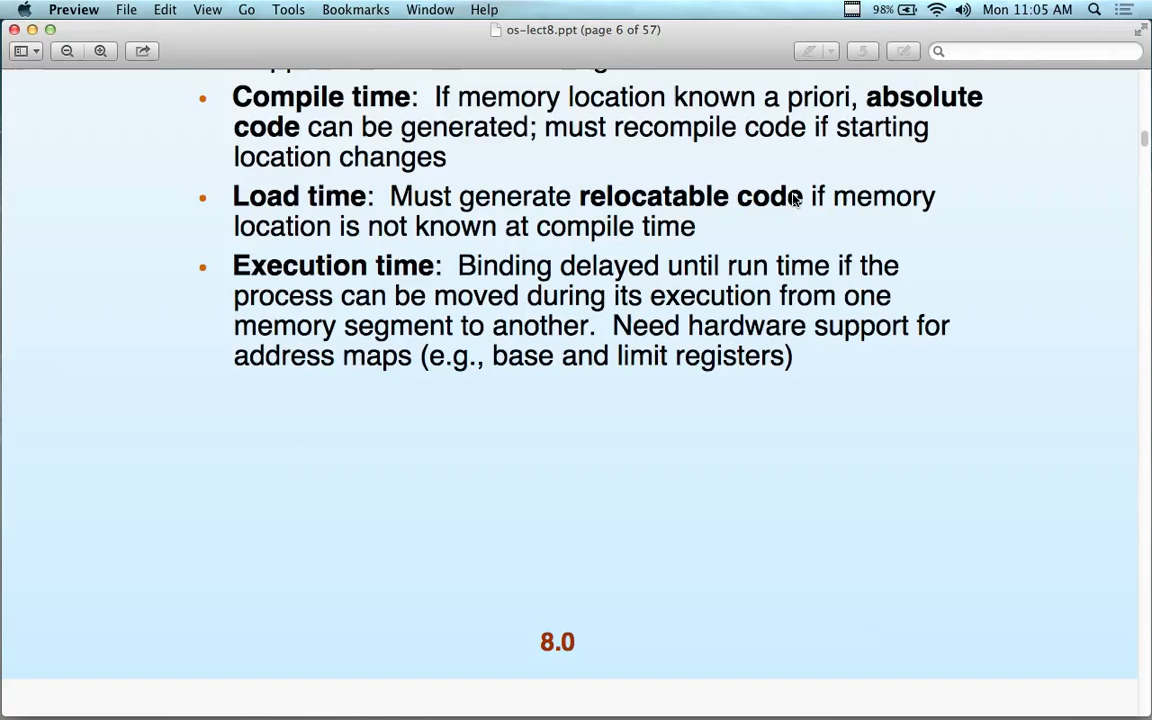 Preview File Edit View Go Tools Bookmarks Window Help 98% Mon 11:05 AM
os-lect8.ppt (page 6 of 57)
• Compile time: If memory location known a priori, absolute
code can be generated; must recompile code if starting
location changes
• Load time: Must generate relocatable code if memory
location is not known at compile time
• Execution time: Binding delayed until run time if the
process can be moved during its execution from one
memory segment to another. Need hardware support for
address maps (e.g., base and limit registers)
8.0